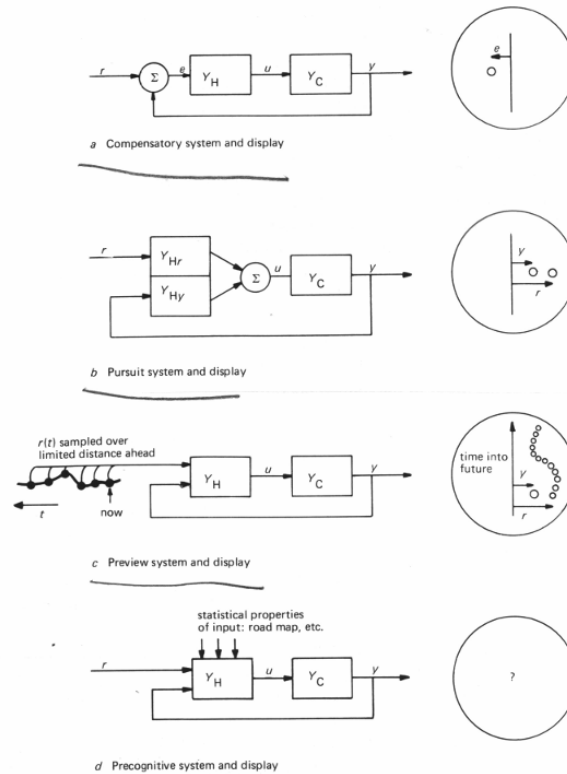 r Σ e Y_H u Y_C y e
a Compensatory system and display
r Y_Hr Y_Hy Σ u Y_C y y r
b Pursuit system and display
r(t) sampled over
limited distance ahead
t now Y_H u Y_C y
time into
future
y
r
c Preview system and display
statistical properties
of input: road map, etc.
r Y_H u Y_C y ?
d Precognitive system and display